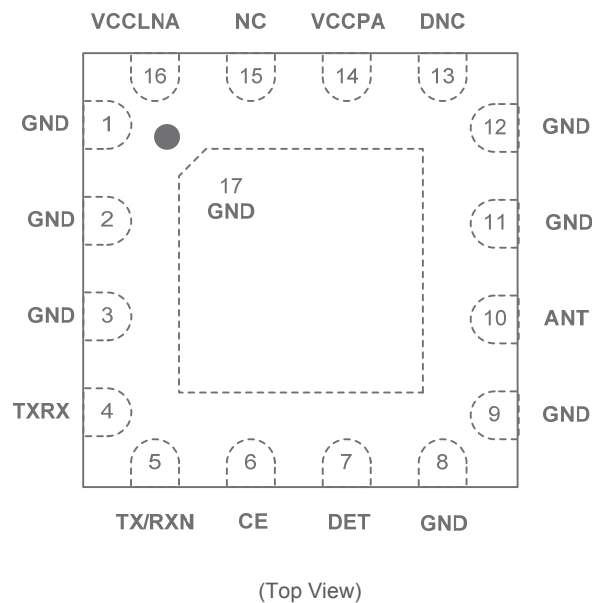 VCCLNA NC VCCPA DNC
16 15 14 13
GND 1 12 GND
17
GND
GND 2 11 GND
GND 3 10 ANT
TXRX 4 9 GND
5 6 7 8
TX/RXN CE DET GND
(Top View)